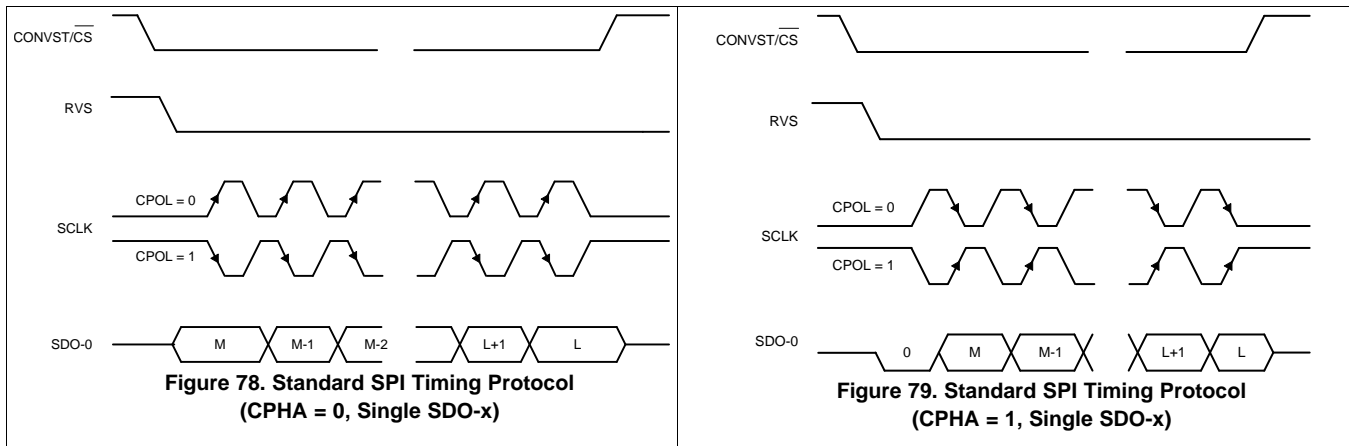 CONVST/CS
RVS
CPOL = 0
SCLK
CPOL = 1
SDO-0
M
M-1
M-2
L+1
L
Figure 78. Standard SPI Timing Protocol
(CPHA = 0, Single SDO-x)
CONVST/CS
RVS
CPOL = 0
SCLK
CPOL = 1
SDO-0
0
M
M-1
L+1
L
Figure 79. Standard SPI Timing Protocol
(CPHA = 1, Single SDO-x)